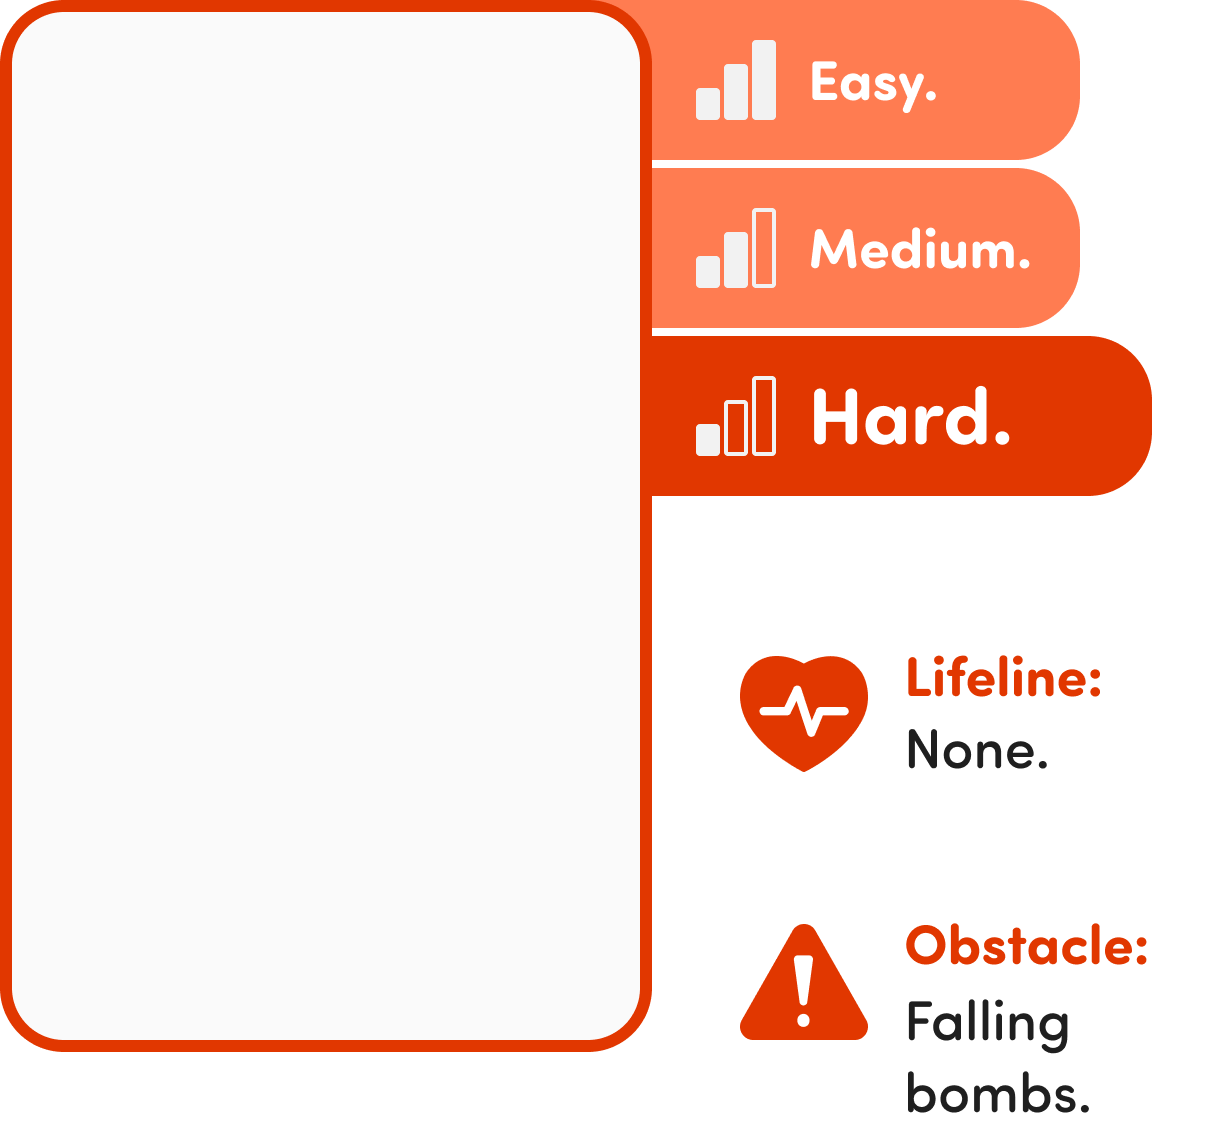 Easy.
Medium.
Hard.
Lifeline:
None.
Obstacle:
Falling
bombs.